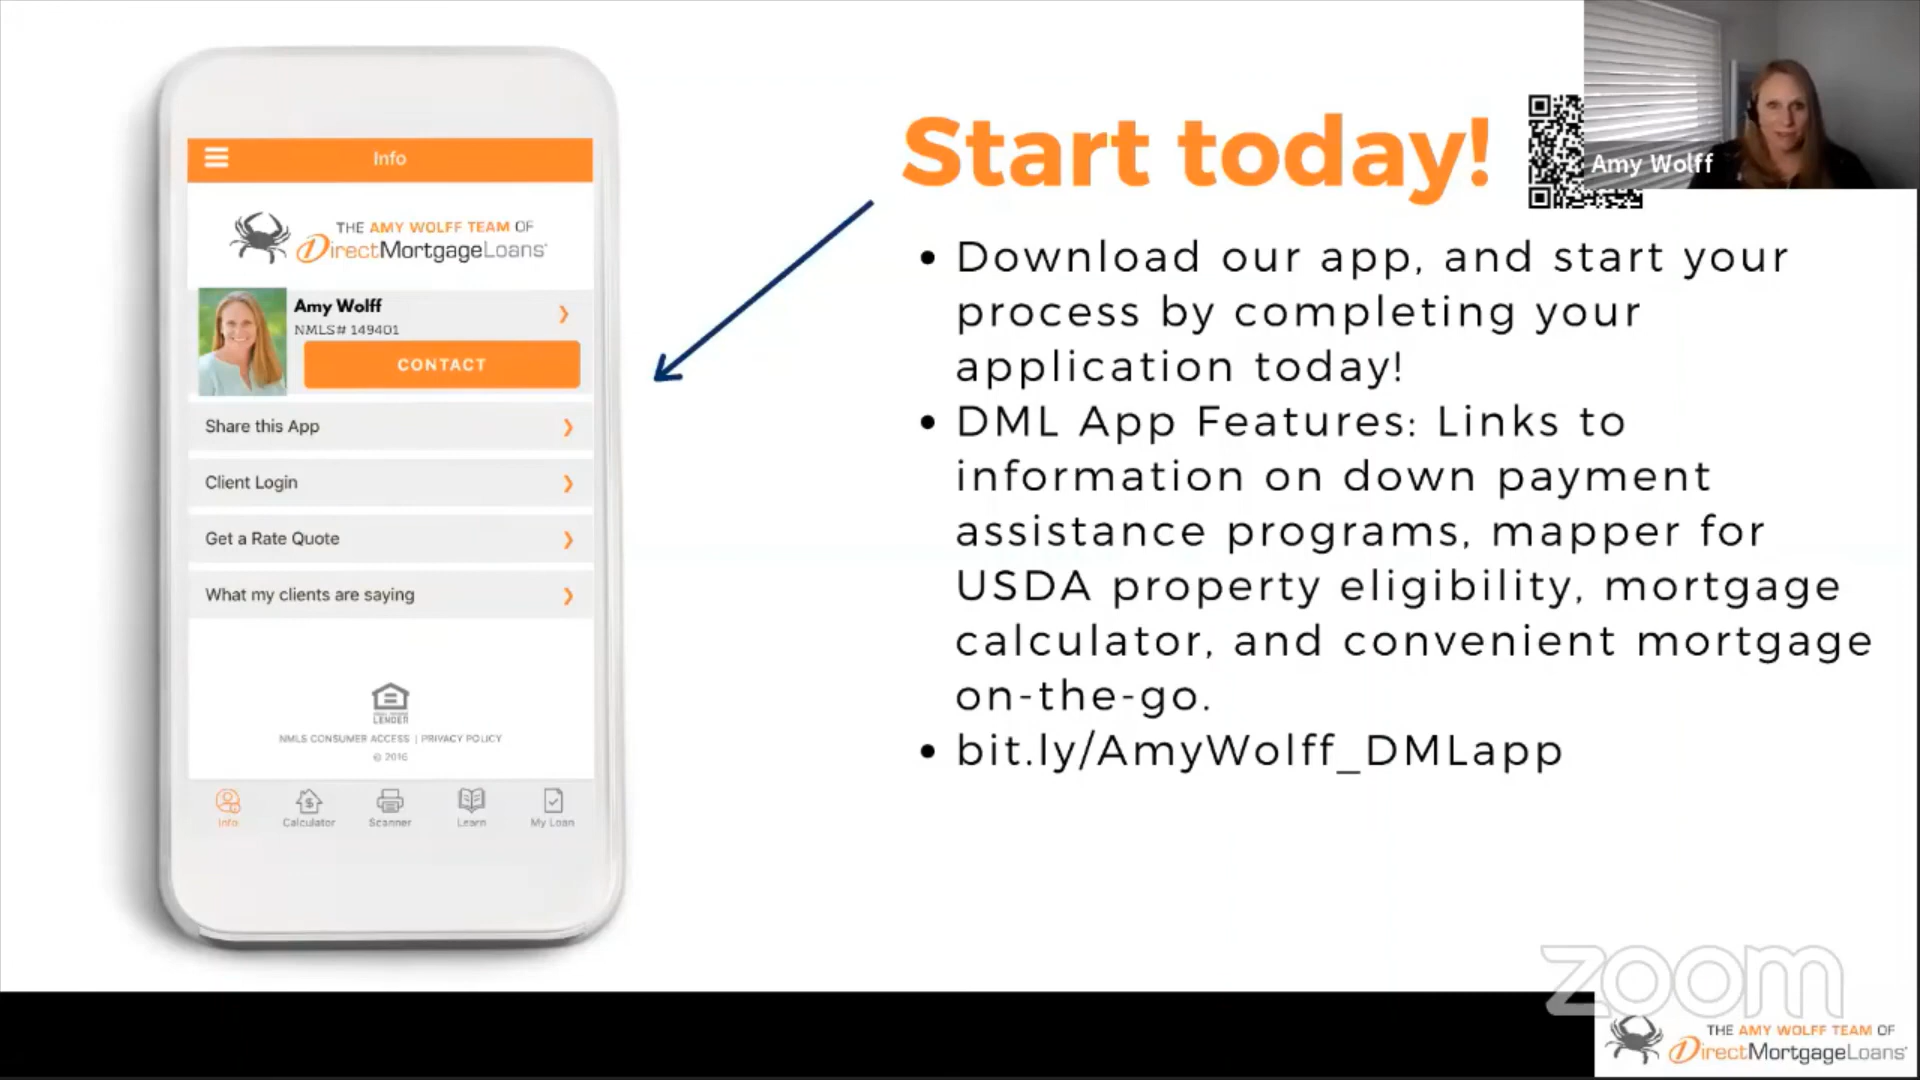 Info
THE AMY WOLFF TEAM OF
DirectMortgageLoans
Amy Wolff
NMLS# 149401
CONTACT
Share this App
Client Login
Get a Rate Quote
What my clients are saying
LENDER
NMLS CONSUMER ACCESS | PRIVACY POLICY
© 2016
Info
Calculator
Scanner
Learn
My Loan
Start today!
Amy Wolff
• Download our app, and start your
process by completing your
application today!
• DML App Features: Links to
information on down payment
assistance programs, mapper for
USDA property eligibility, mortgage
calculator, and convenient mortgage
on-the-go.
• bit.ly/AmyWolff_DMLapp
zoom
THE AMY WOLFF TEAM OF
DirectMortgageLoans